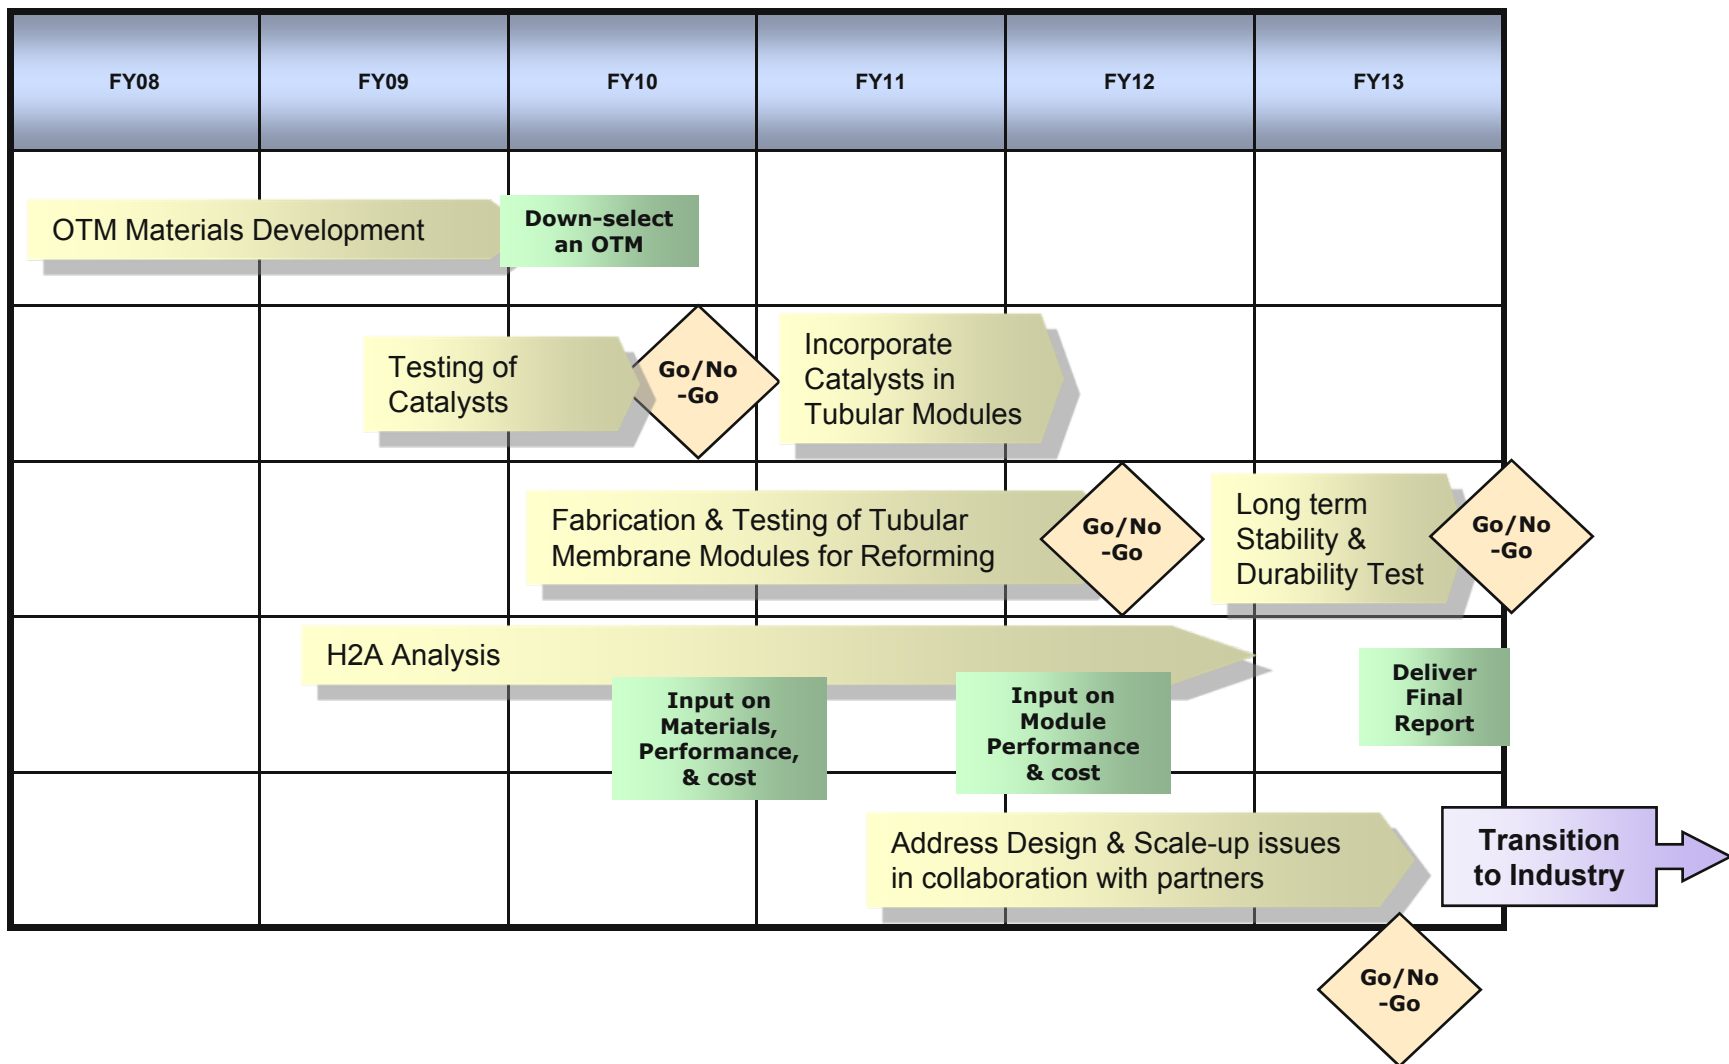 FY08
FY09
FY10
FY11
FY12
FY13
OTM Materials Development
Down-select
an OTM
Testing of
Catalysts
Go/No
-Go
Incorporate
Catalysts in
Tubular Modules
Fabrication & Testing of Tubular
Membrane Modules for Reforming
Go/No
-Go
Long term
Stability &
Durability Test
Go/No
-Go
H2A Analysis
Input on
Materials,
Performance,
& cost
Input on
Module
Performance
& cost
Deliver
Final
Report
Address Design & Scale-up issues
in collaboration with partners
Transition
to Industry
Go/No
-Go